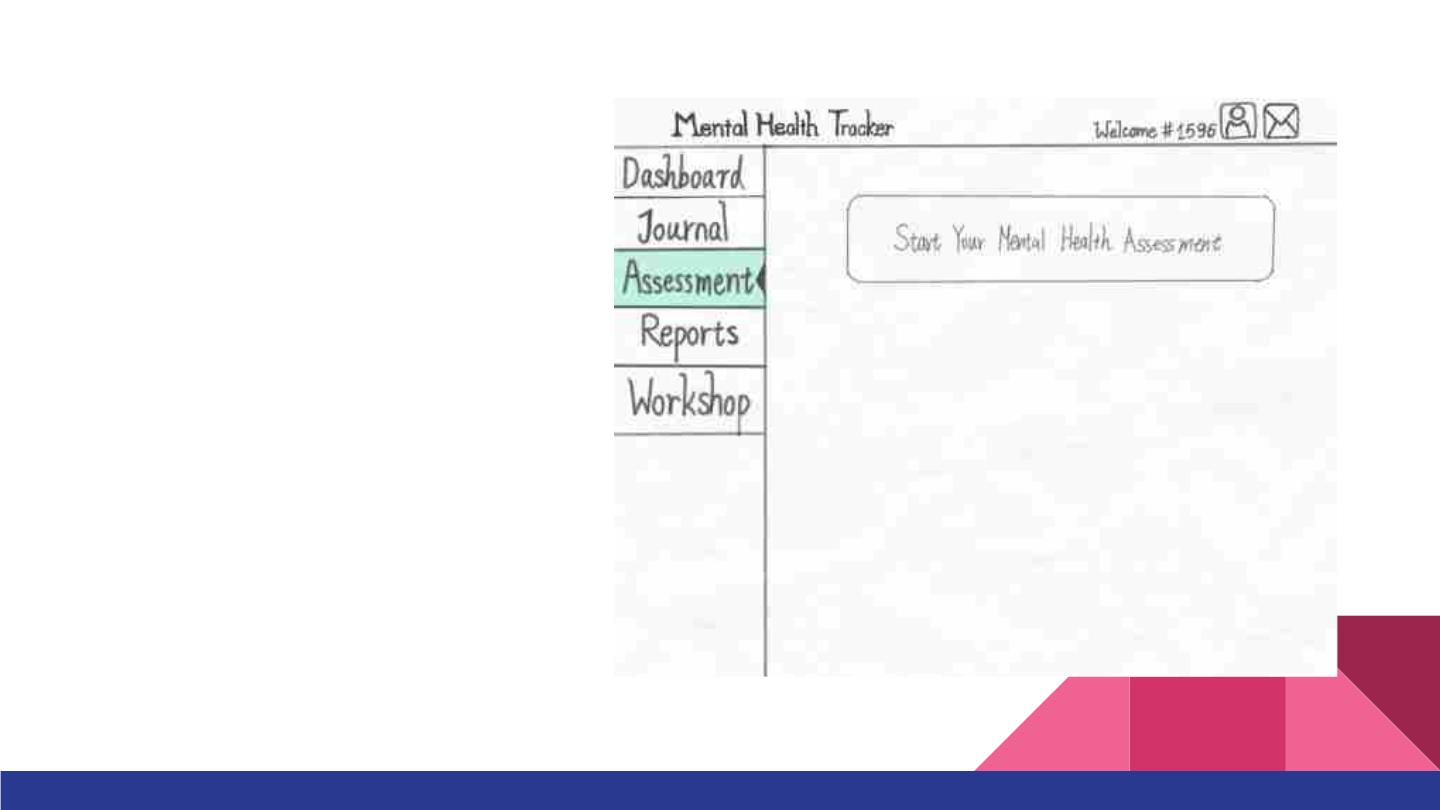 Mental Health Tracker
Welcome #1596
Dashboard
Journal
Assessment
Reports
Workshop
Start Your Mental Health Assessment